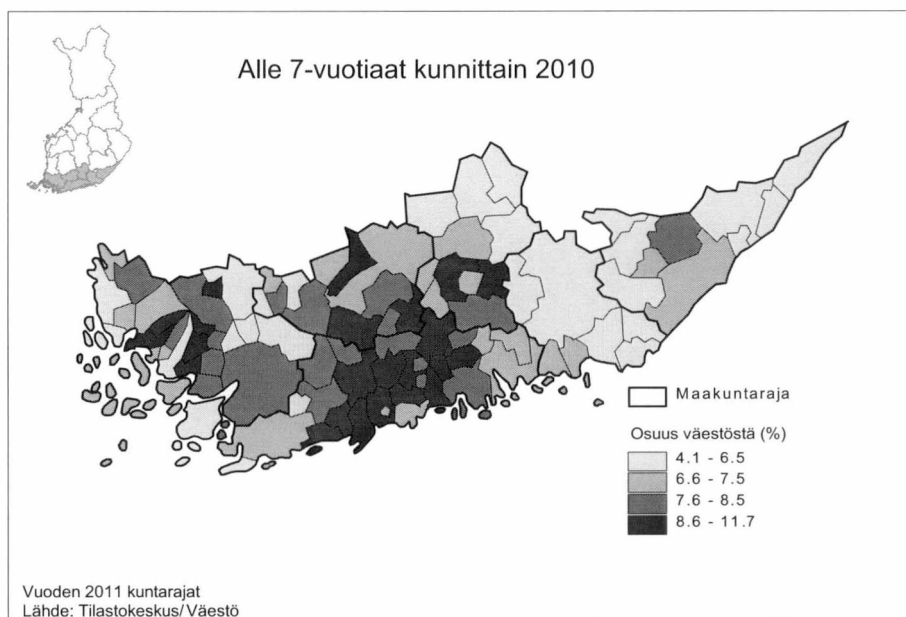 Alle 7-vuotiaat kunnittain 2010
Maakuntaraja
Osuus väestöstä (%)
4.1 - 6.5
6.6 - 7.5
7.6 - 8.5
8.6 - 11.7
Vuoden 2011 kuntarajat
Lähde: Tilastokeskus/Väestö